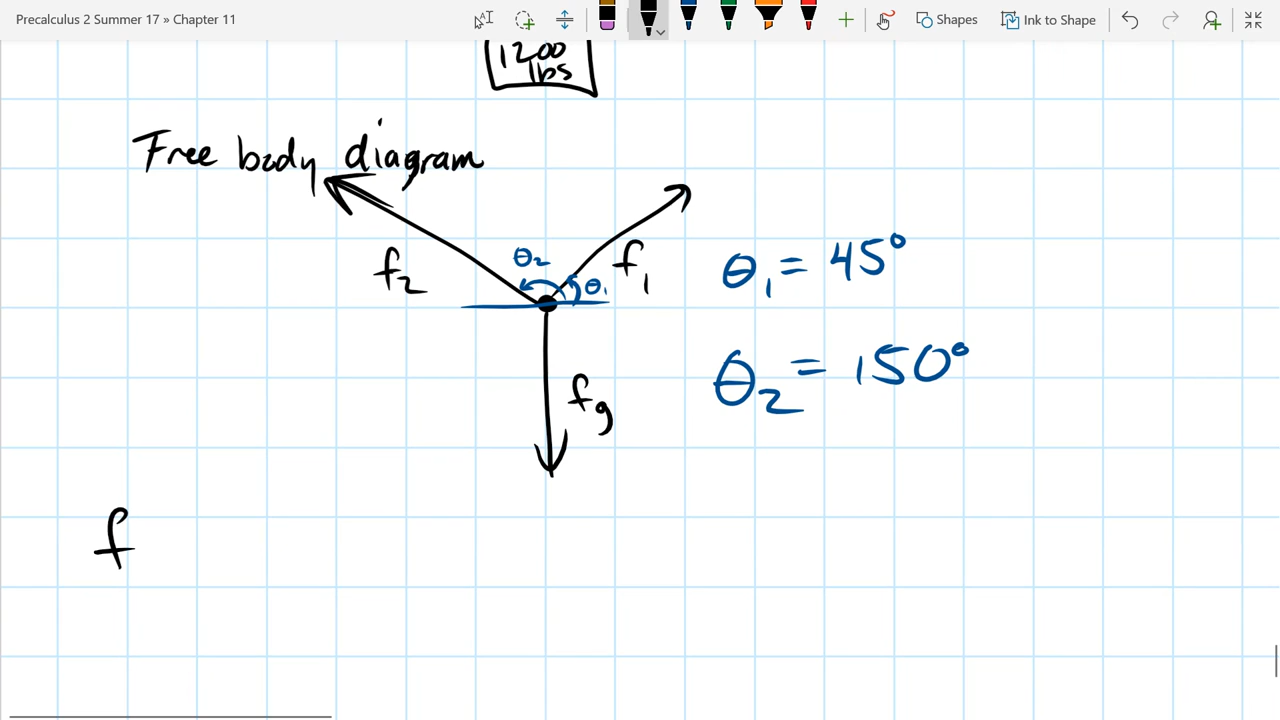 Precalculus 2 Summer 17 » Chapter 11
Shapes
Ink to Shape
1200
lbs
Free body diagram
f₂
θ₂
θ₁
f₁
θ₁ = 45°
θ₂ = 150°
f_g
f